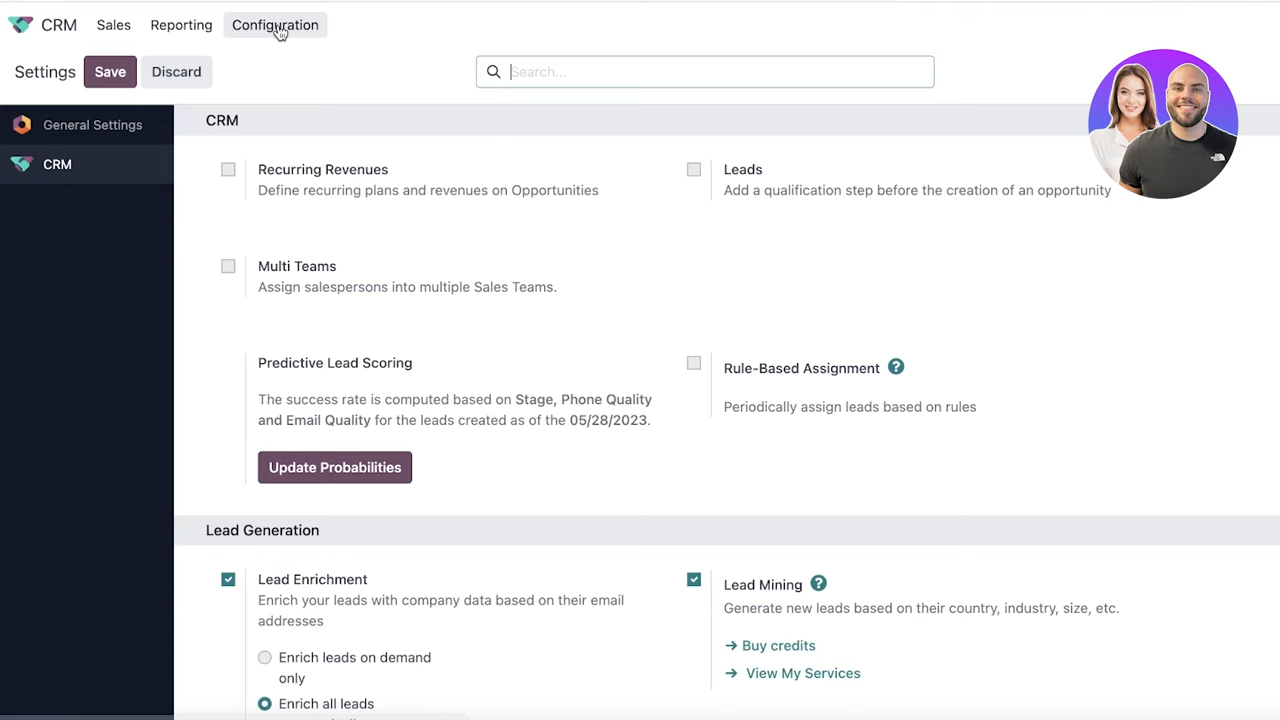 CRM Sales Reporting Configuration
Settings Save Discard Search...
General Settings
CRM
CRM
Recurring Revenues
Define recurring plans and revenues on Opportunities
Leads
Add a qualification step before the creation of an opportunity
Multi Teams
Assign salespersons into multiple Sales Teams.
Predictive Lead Scoring
The success rate is computed based on Stage, Phone Quality
and Email Quality for the leads created as of the 05/28/2023.
Update Probabilities
Rule-Based Assignment ?
Periodically assign leads based on rules
Lead Generation
Lead Enrichment
Enrich your leads with company data based on their email
addresses
Enrich leads on demand
only
Enrich all leads
Lead Mining ?
Generate new leads based on their country, industry, size, etc.
→ Buy credits
→ View My Services